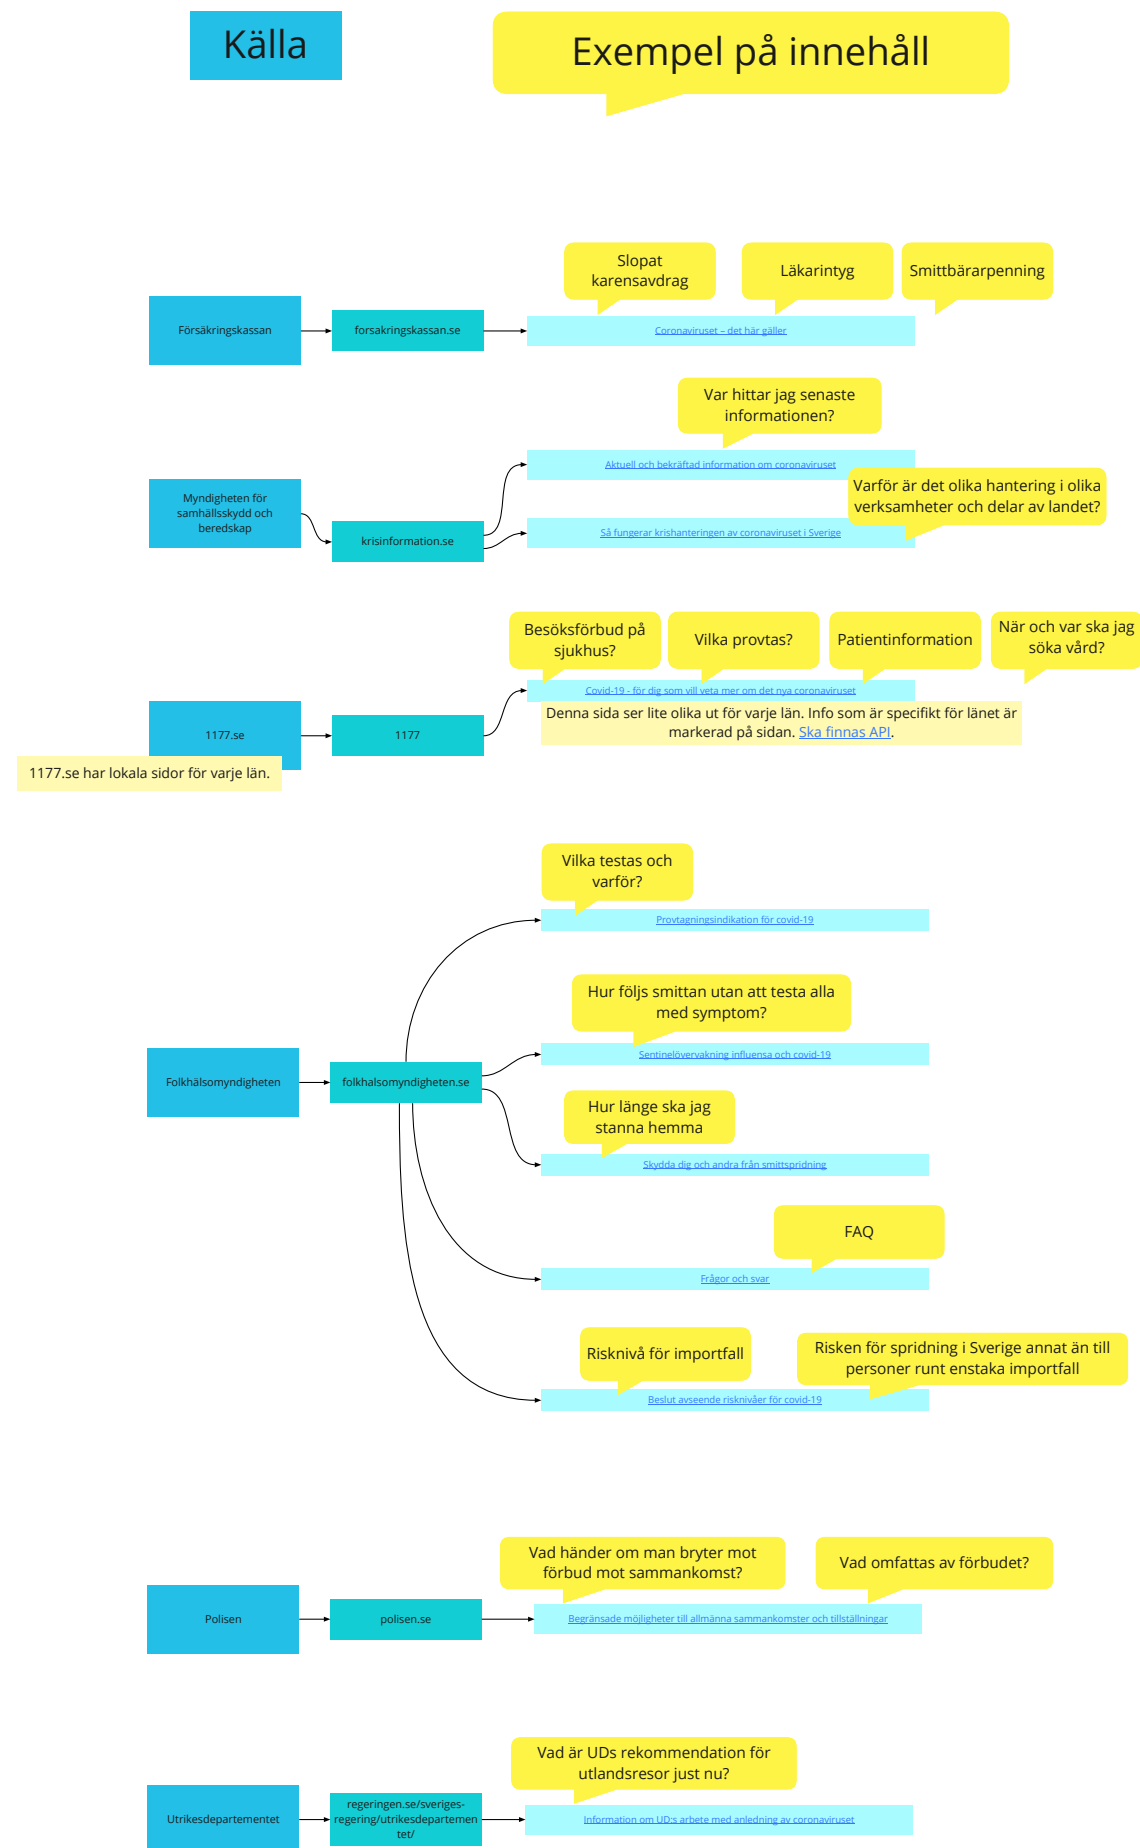 Källa
Exempel på innehåll
Slopat
karensavdrag
Läkarintyg
Smittbärarpenning
Försäkringskassan
forsakringskassan.se
Coronaviruset – det här gäller
Var hittar jag senaste
informationen?
Aktuell och bekräftad information om coronaviruset
Varför är det olika hantering i olika
verksamheter och delar av landet?
Myndigheten för
samhällsskydd och
beredskap
krisinformation.se
Så fungerar krishanteringen av coronaviruset i Sverige
Besöksförbud på
sjukhus?
Vilka provtas?
Patientinformation
När och var ska jag
söka vård?
Covid-19 - för dig som vill veta mer om det nya coronaviruset
Denna sida ser lite olika ut för varje län. Info som är specifikt för länet är
markerad på sidan. Ska finnas API.
1177.se
1177
1177.se har lokala sidor för varje län.
Vilka testas och
varför?
Provtagningsindikation för covid-19
Hur följs smittan utan att testa alla
med symptom?
Sentinelövervakning influensa och covid-19
Folkhälsomyndigheten
folkhalsomyndigheten.se
Hur länge ska jag
stanna hemma
Skydda dig och andra från smittspridning
FAQ
Frågor och svar
Risknivå för importfall
Risken för spridning i Sverige annat än till
personer runt enstaka importfall
Beslut avseende risknivåer för covid-19
Vad händer om man bryter mot
förbud mot sammankomst?
Vad omfattas av förbudet?
Polisen
polisen.se
Begränsade möjligheter till allmänna sammankomster och tillställningar
Vad är UDs rekommendation för
utlandsresor just nu?
Utrikesdepartementet
regeringen.se/sveriges-
regering/utrikesdepartemen
tet/
Information om UD:s arbete med anledning av coronaviruset